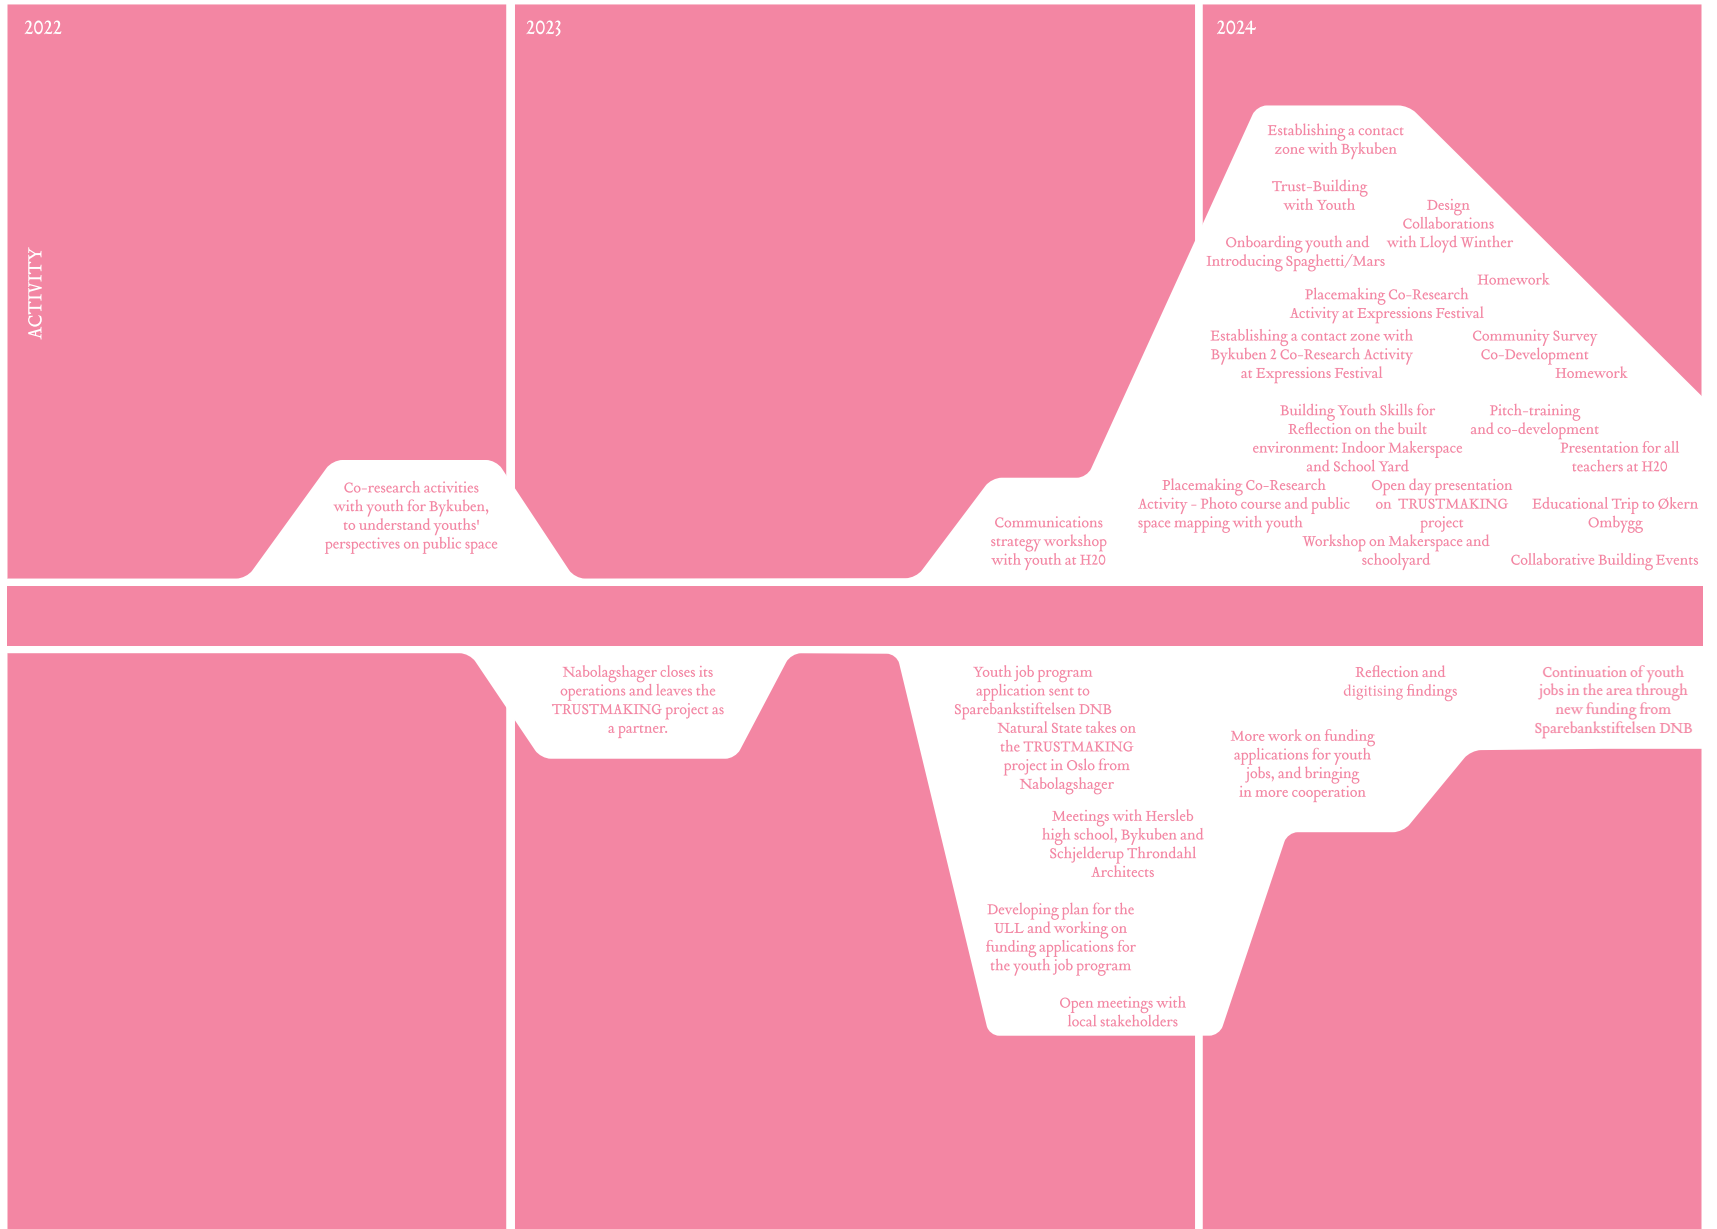 2022
2023
2024
ACTIVITY
Co-research activities
with youth for Bykuben,
to understand youths'
perspectives on public space
Communications
strategy workshop
with youth at H20
Establishing a contact
zone with Bykuben
Trust-Building
with Youth
Design
Collaborations
with Lloyd Winther
Onboarding youth and
Introducing Spaghetti/Mars
Homework
Placemaking Co-Research
Activity at Expressions Festival
Establishing a contact zone with
Bykuben 2 Co-Research Activity
at Expressions Festival
Community Survey
Co-Development
Homework
Building Youth Skills for
Reflection on the built
environment: Indoor Makerspace
and School Yard
Pitch-training
and co-development
Presentation for all
teachers at H20
Placemaking Co-Research
Activity - Photo course and public
space mapping with youth
Open day presentation
on TRUSTMAKING
project
Educational Trip to Økern
Ombygg
Workshop on Makerspace and
schoolyard
Collaborative Building Events
Nabolagshager closes its
operations and leaves the
TRUSTMAKING project as
a partner.
Youth job program
application sent to
Sparebankstiftelsen DNB
Natural State takes on
the TRUSTMAKING
project in Oslo from
Nabolagshager
Meetings with Hersleb
high school, Bykuben and
Schjelderup Throndahl
Architects
Developing plan for the
ULL and working on
funding applications for
the youth job program
Open meetings with
local stakeholders
Reflection and
digitising findings
More work on funding
applications for youth
jobs, and bringing
in more cooperation
Continuation of youth
jobs in the area through
new funding from
Sparebankstiftelsen DNB